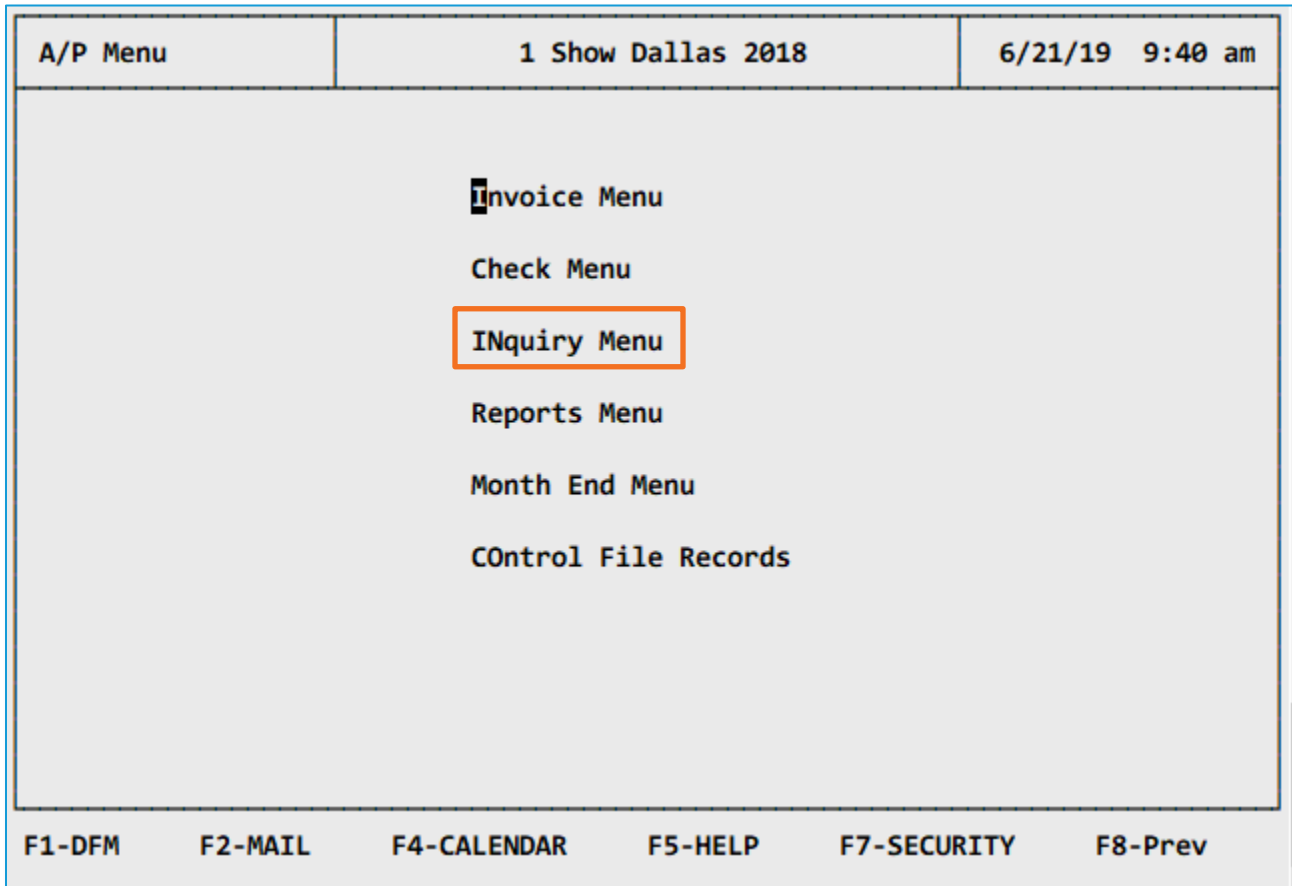 A/P Menu 1 Show Dallas 2018 6/21/19 9:40 am
Invoice Menu
Check Menu
INquiry Menu
Reports Menu
Month End Menu
COntrol File Records
F1-DFM F2-MAIL F4-CALENDAR F5-HELP F7-SECURITY F8-Prev